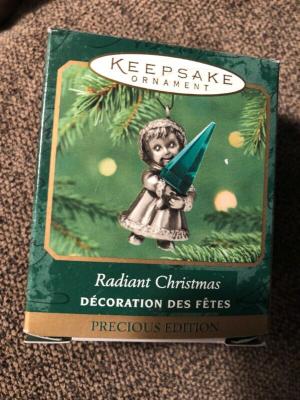 KEEPSAKE
ORNAMENT
Radiant Christmas
DÉCORATION DES FÊTES
PRECIOUS EDITION